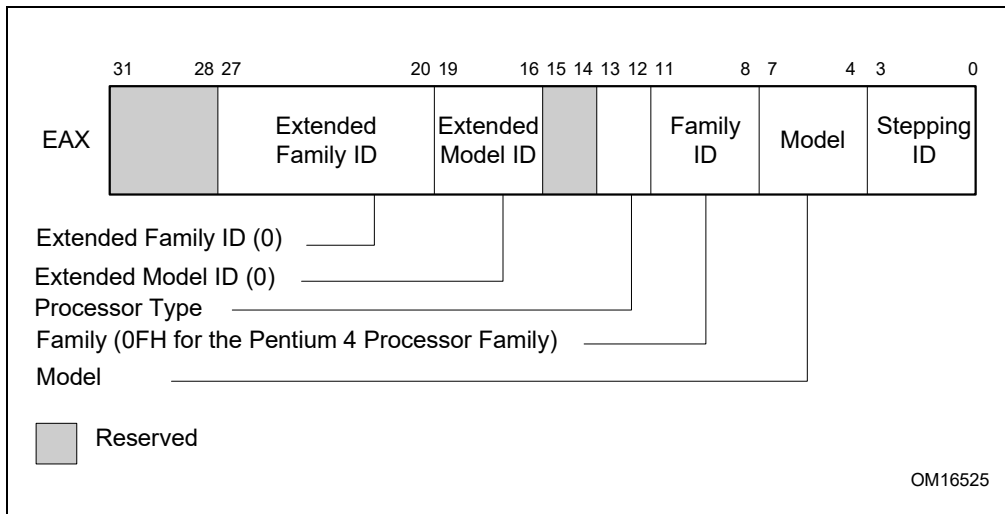 31 28 27 20 19 16 15 14 13 12 11 8 7 4 3 0
EAX
Extended
Family ID
Extended
Model ID
Family
ID
Model
Stepping
ID
Extended Family ID (0)
Extended Model ID (0)
Processor Type
Family (0FH for the Pentium 4 Processor Family)
Model
Reserved
OM16525